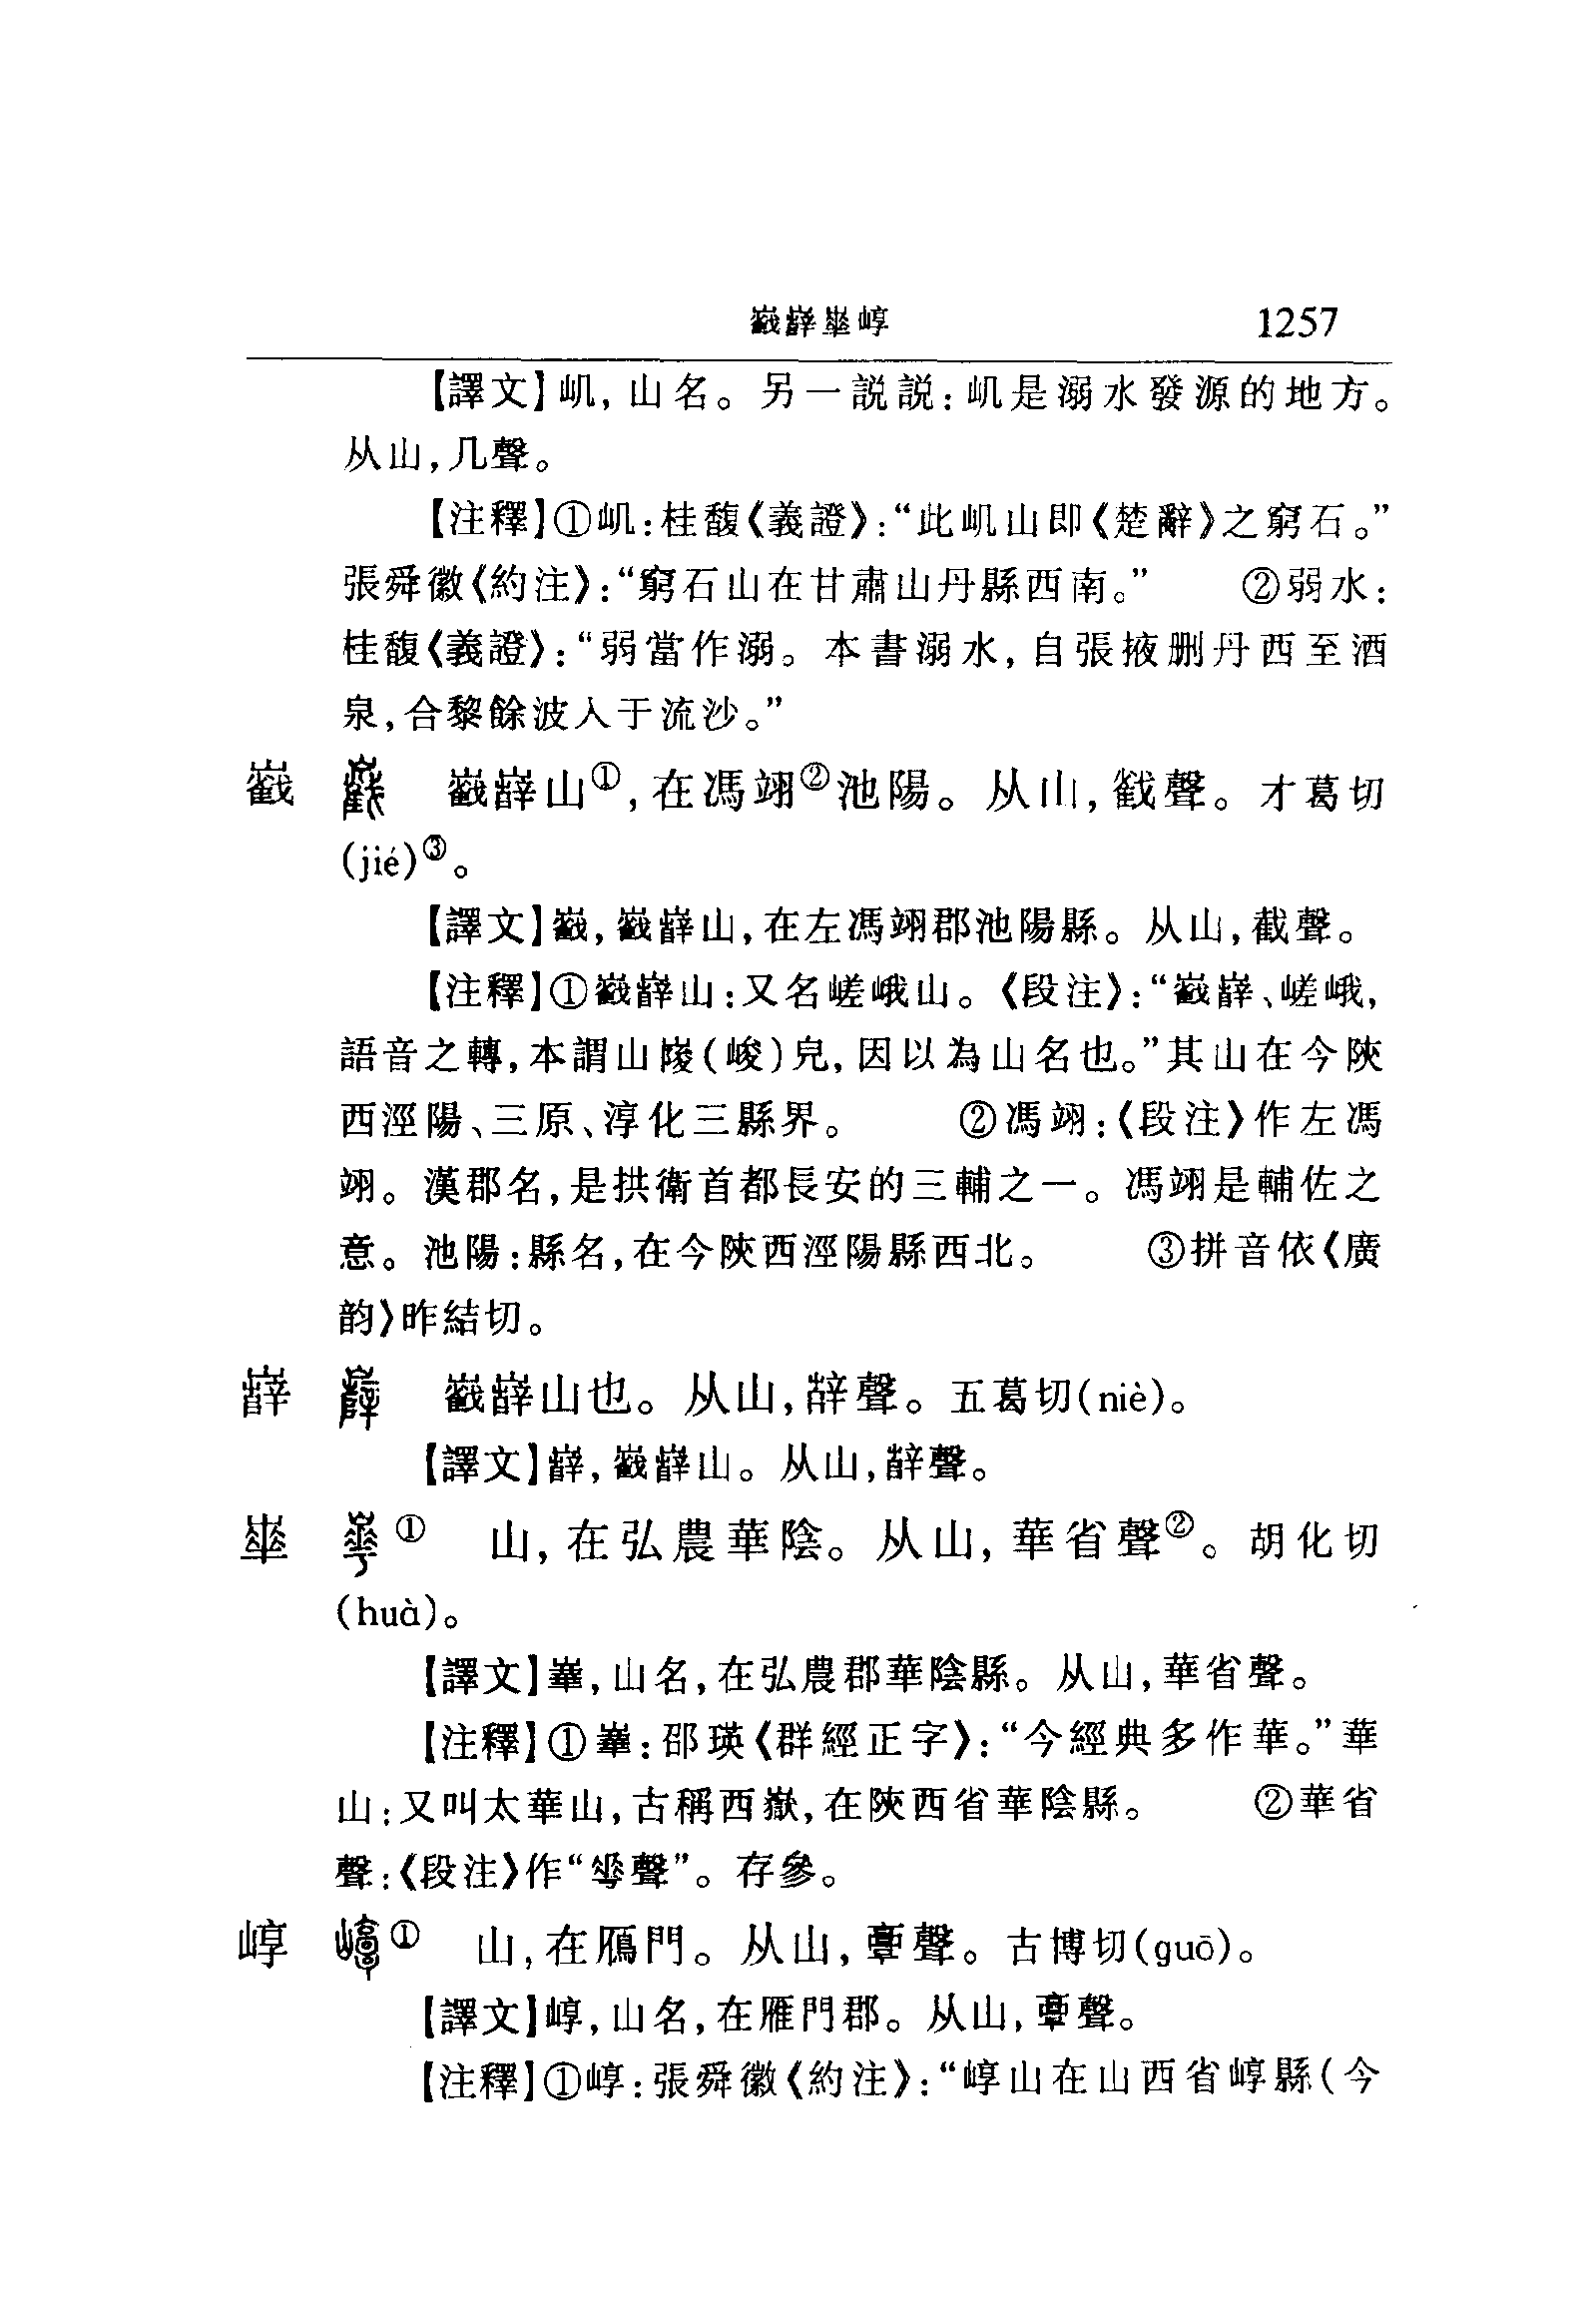 巀嶭崋崞 1257
【譯文】屼，山名。另一説説：屼是溺水發源的地方。
从山，几聲。
【注釋】①屼：桂馥《義證》：“此屼山即《楚辭》之窮石。”
張舜徽《約注》：“窮石山在甘肅山丹縣西南。” ②弱水：
桂馥《義證》：“弱當作溺。本書溺水，自張掖删丹西至酒
泉，合黎餘波入于流沙。”
巀 巀嶭山①，在馮翊②池陽。从山，㦸聲。才葛切
(jié)③。
【譯文】巀，巀嶭山，在左馮翊郡池陽縣。从山，截聲。
【注釋】①巀嶭山：又名嵯峨山。《段注》：“巀嶭、嵯峨，
語音之轉，本謂山㚇(峻)皃，因以為山名也。”其山在今陝
西涇陽、三原、淳化三縣界。 ②馮翊：《段注》作左馮
翊。漢郡名，是拱衛首都長安的三輔之一。馮翊是輔佐之
意。池陽：縣名，在今陝西涇陽縣西北。 ③拼音依《廣
韵》昨結切。
嶭 巀嶭山也。从山，辥聲。五葛切(niè)。
【譯文】嶭，巀嶭山。从山，辥聲。
崋 ① 山，在弘農華陰。从山，華省聲②。胡化切
(huà)。
【譯文】崋，山名，在弘農郡華陰縣。从山，華省聲。
【注釋】①崋：邵瑛《群經正字》：“今經典多作華。”華
山：又叫太華山，古稱西嶽，在陝西省華陰縣。 ②華省
聲：《段注》作“𠌶聲”。存參。
崞 ① 山，在鴈門。从山，𩫏聲。古博切(guō)。
【譯文】崞，山名，在雁門郡。从山，𩫏聲。
【注釋】①崞：張舜徽《約注》：“崞山在山西省崞縣(今